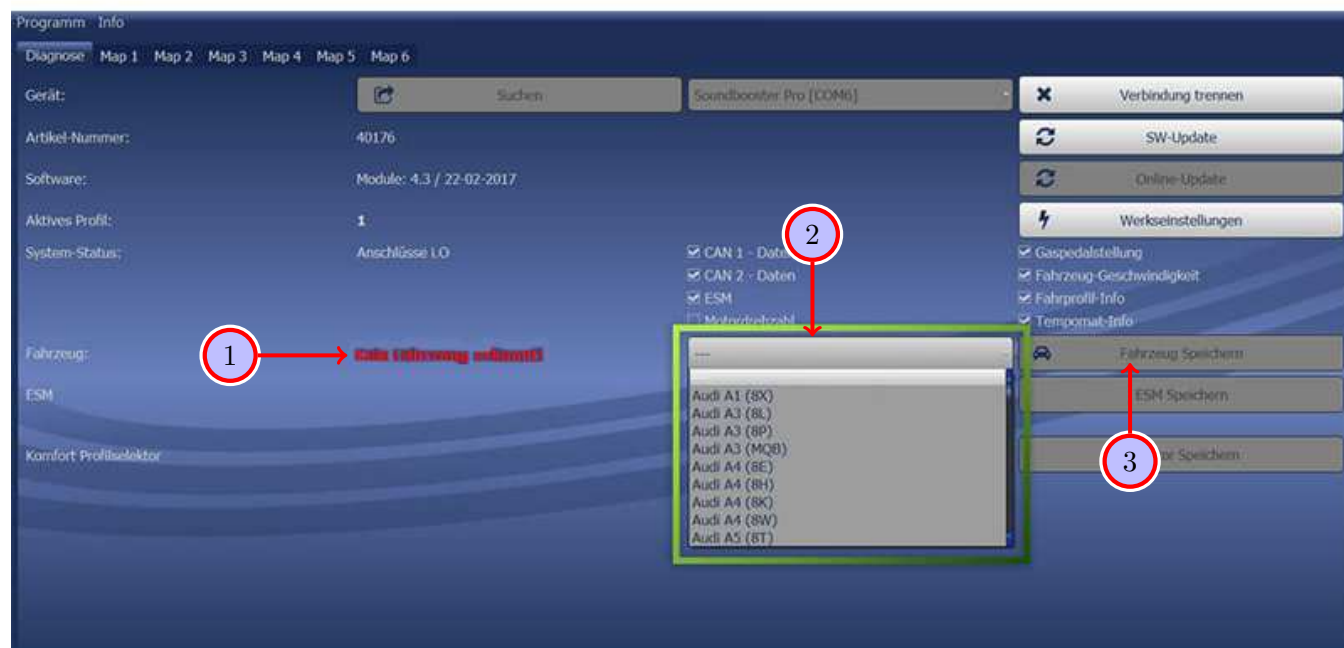 Programm Info
Diagnose Map 1 Map 2 Map 3 Map 4 Map 5 Map 6
Gerät: Suchen Soundbooster Pro [COM6] Verbindung trennen
Artikel-Nummer: 40176 SW-Update
Software: Module: 4.3 / 22-02-2017 Online-Update
Aktives Profil: 1 Werkseinstellungen
2
System-Status: Anschlüsse I.O CAN 1 - Daten Gaspedalstellung
CAN 2 - Daten Fahrzeug-Geschwindigkeit
ESM Fahrprofil-Info
Motordrehzahl Tempomat-Info
Fahrzeug: 1 Kein Fahrzeug erkannt! --- Fahrzeug Speichern
ESM ESM Speichern
Audi A1 (8X)
Audi A3 (8L)
Audi A3 (8P)
Audi A3 (MQB)
Komfort Profilselektor 3 Speichern
Audi A4 (8E)
Audi A4 (8H)
Audi A4 (8K)
Audi A4 (8W)
Audi A5 (8T)